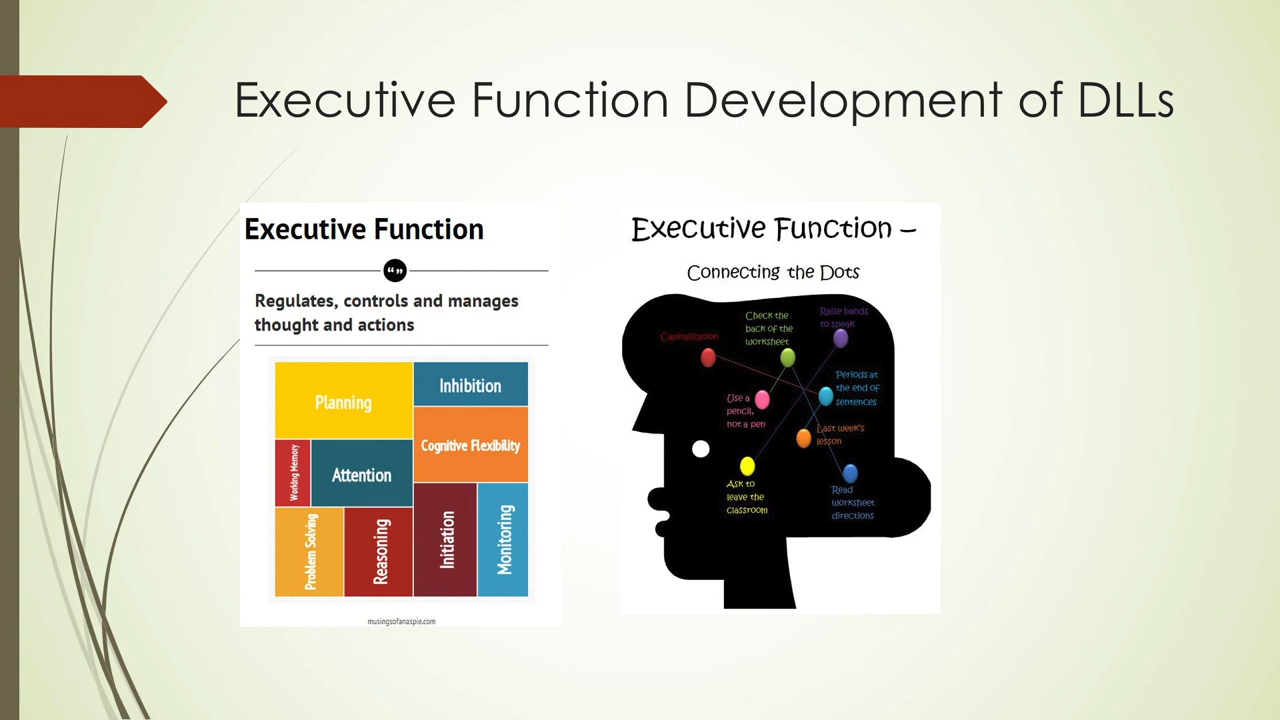 Executive Function Development of DLLs
Executive Function
“”
Regulates, controls and manages
thought and actions
Planning
Inhibition
Cognitive Flexibility
Working Memory
Attention
Problem Solving
Reasoning
Initiation
Monitoring
musingsofanaspie.com
Executive Function –
Connecting the Dots
Capitalization
Check the
back of the
worksheet
Raise hands
to speak
Periods at
the end of
sentences
Use a
pencil,
not a pen
Last week's
lesson
Ask to
leave the
classroom
Read
worksheet
directions